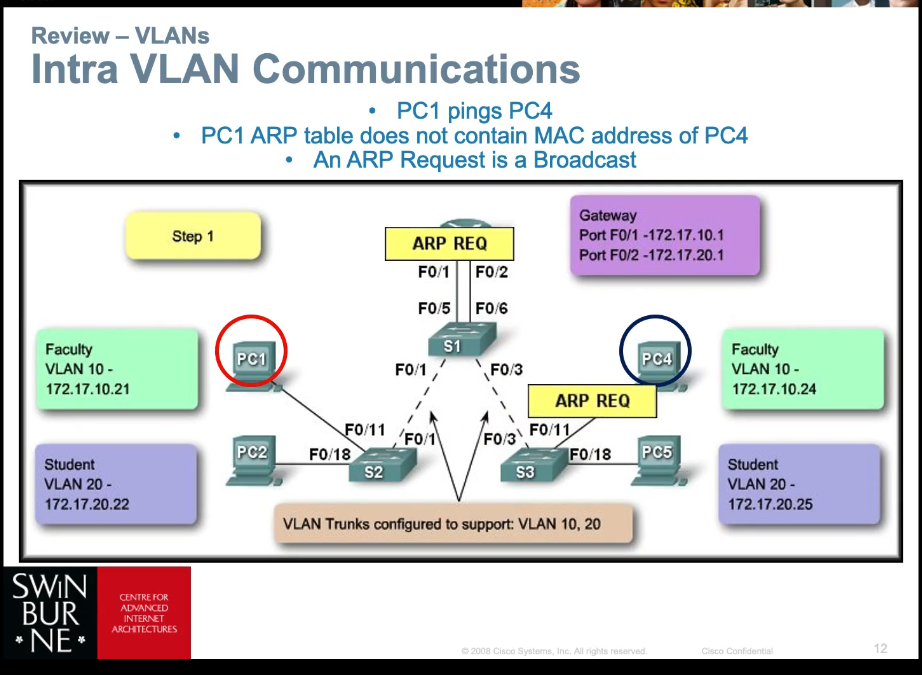 Review – VLANs
Intra VLAN Communications
• PC1 pings PC4
• PC1 ARP table does not contain MAC address of PC4
• An ARP Request is a Broadcast
Step 1
ARP REQ
Gateway
Port F0/1 -172.17.10.1
Port F0/2 -172.17.20.1
F0/1
F0/2
F0/5
F0/6
S1
Faculty
VLAN 10 -
172.17.10.21
PC1
F0/1
F0/3
PC4
Faculty
VLAN 10 -
172.17.10.24
ARP REQ
F0/11
F0/1
F0/3
F0/11
Student
VLAN 20 -
172.17.20.22
PC2
F0/18
S2
S3
F0/18
PC5
Student
VLAN 20 -
172.17.20.25
VLAN Trunks configured to support: VLAN 10, 20
SWIN
BUR
* NE *
CENTRE FOR
ADVANCED
INTERNET
ARCHITECTURES
© 2008 Cisco Systems, Inc. All rights reserved.
Cisco Confidential
12